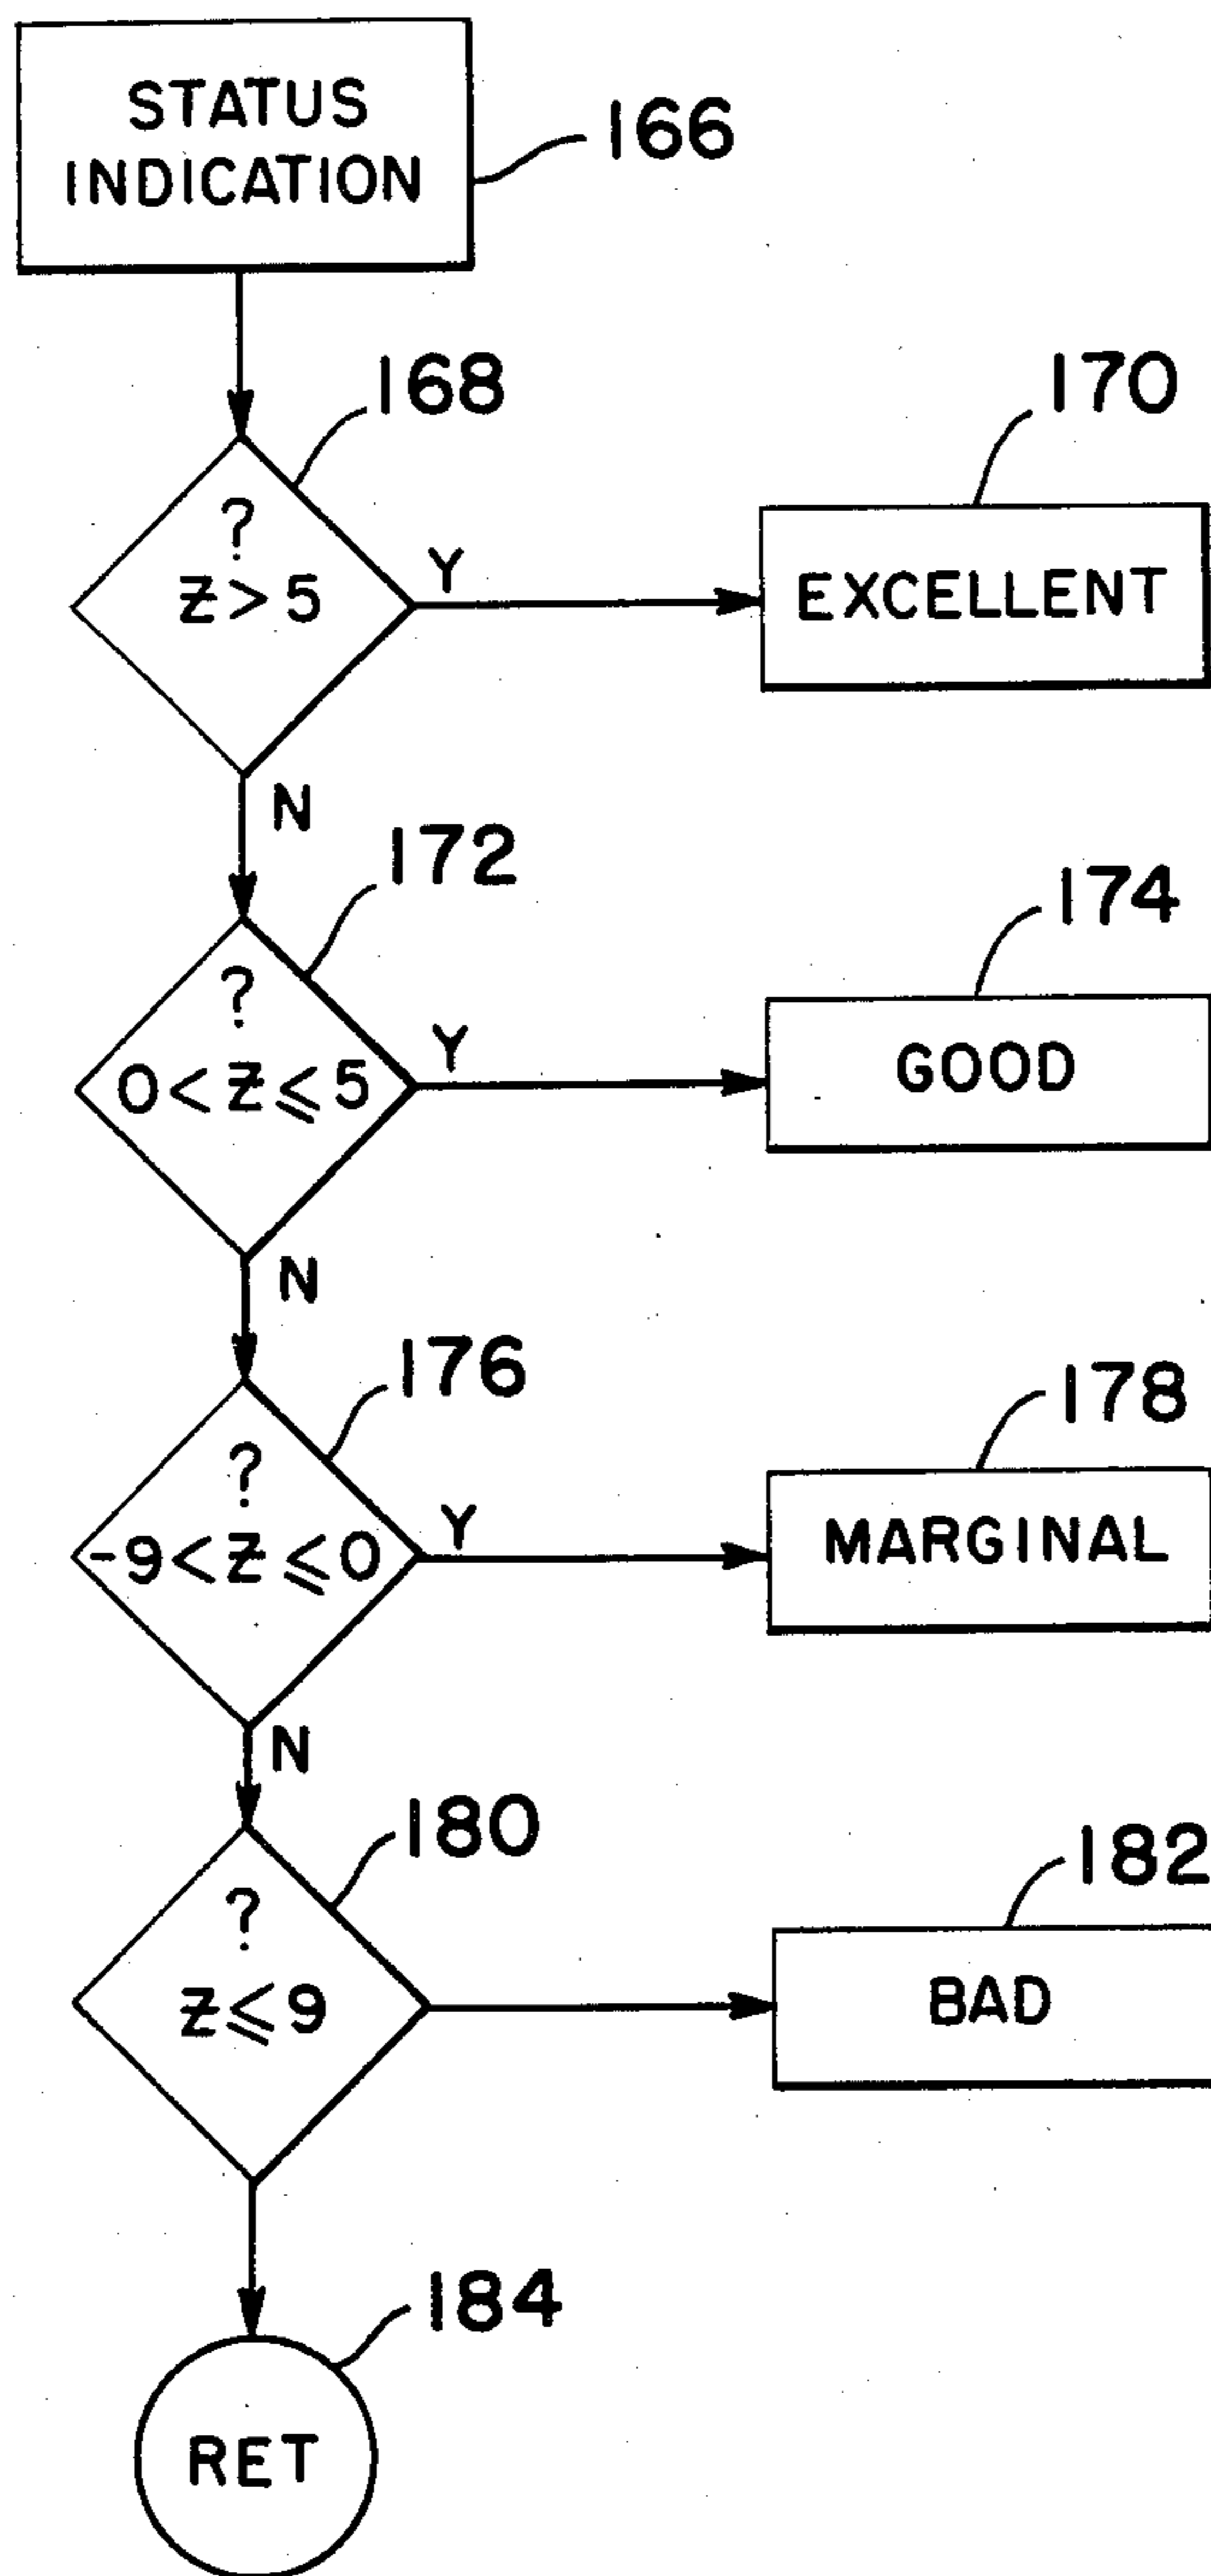 STATUS
INDICATION
166
168
?
Z > 5
Y
170
EXCELLENT
N
172
?
0 < Z ≤ 5
Y
174
GOOD
N
176
?
-9 < Z ≤ 0
Y
178
MARGINAL
N
180
?
Z ≤ 9
182
BAD
184
RET